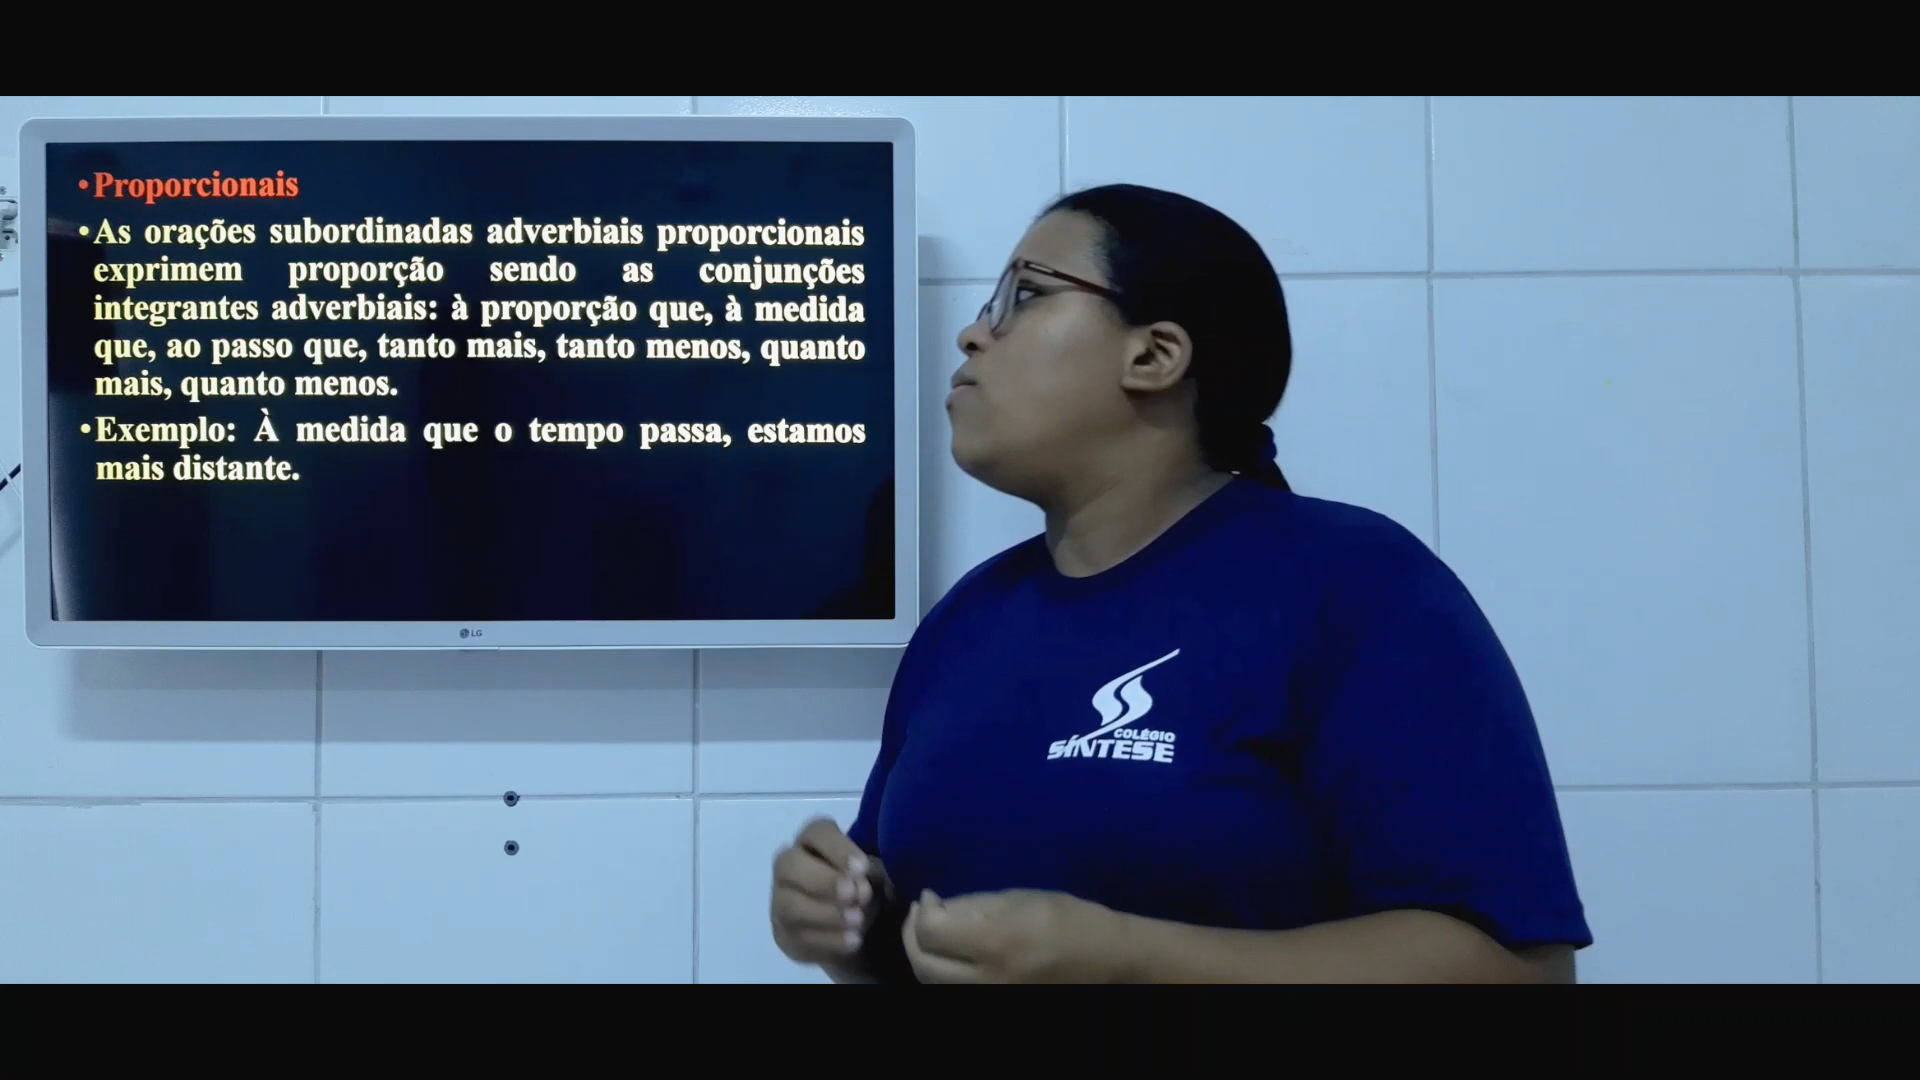 •Proporcionais
•As orações subordinadas adverbiais proporcionais
exprimem proporção sendo as conjunções
integrantes adverbiais: à proporção que, à medida
que, ao passo que, tanto mais, tanto menos, quanto
mais, quanto menos.
•Exemplo: À medida que o tempo passa, estamos
mais distante.
LG
COLÉGIO
SÍNTESE